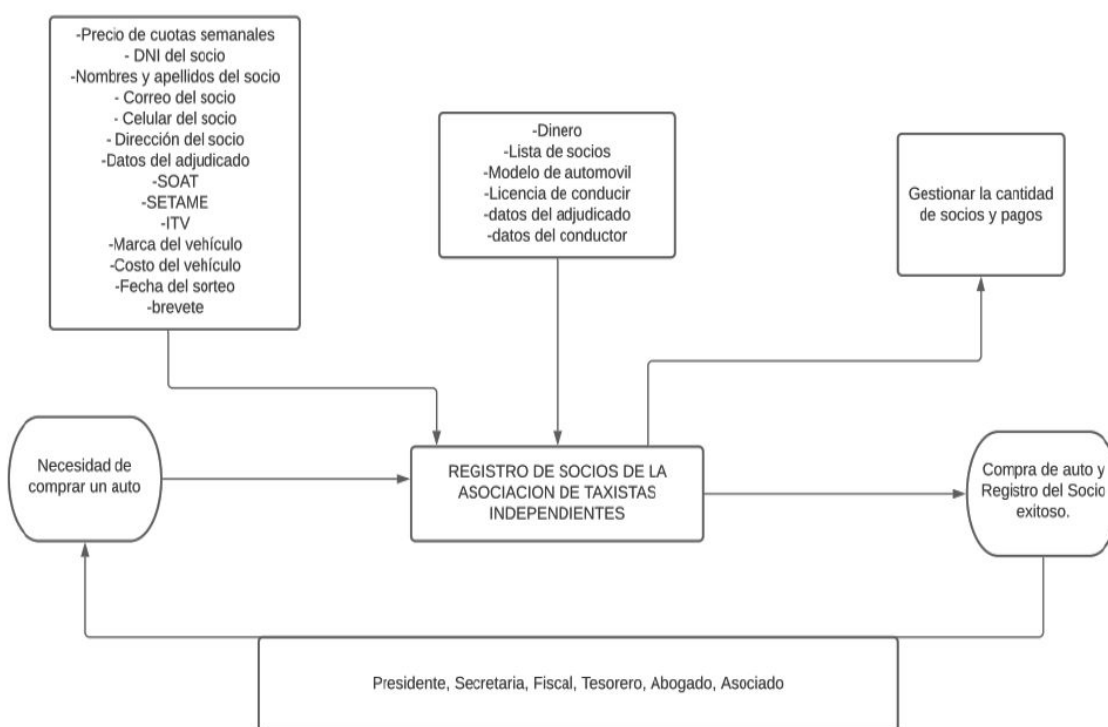 -Precio de cuotas semanales
- DNI del socio
-Nombres y apellidos del socio
- Correo del socio
- Celular del socio
- Dirección del socio
-Datos del adjudicado
-SOAT
-SETAME
-ITV
-Marca del vehículo
-Costo del vehículo
-Fecha del sorteo
-brevete
-Dinero
-Lista de socios
-Modelo de automovil
-Licencia de conducir
-datos del adjudicado
-datos del conductor
Gestionar la cantidad
de socios y pagos
Necesidad de
comprar un auto
REGISTRO DE SOCIOS DE LA
ASOCIACION DE TAXISTAS
INDEPENDIENTES
Compra de auto y
Registro del Socio
exitoso.
Presidente, Secretaria, Fiscal, Tesorero, Abogado, Asociado